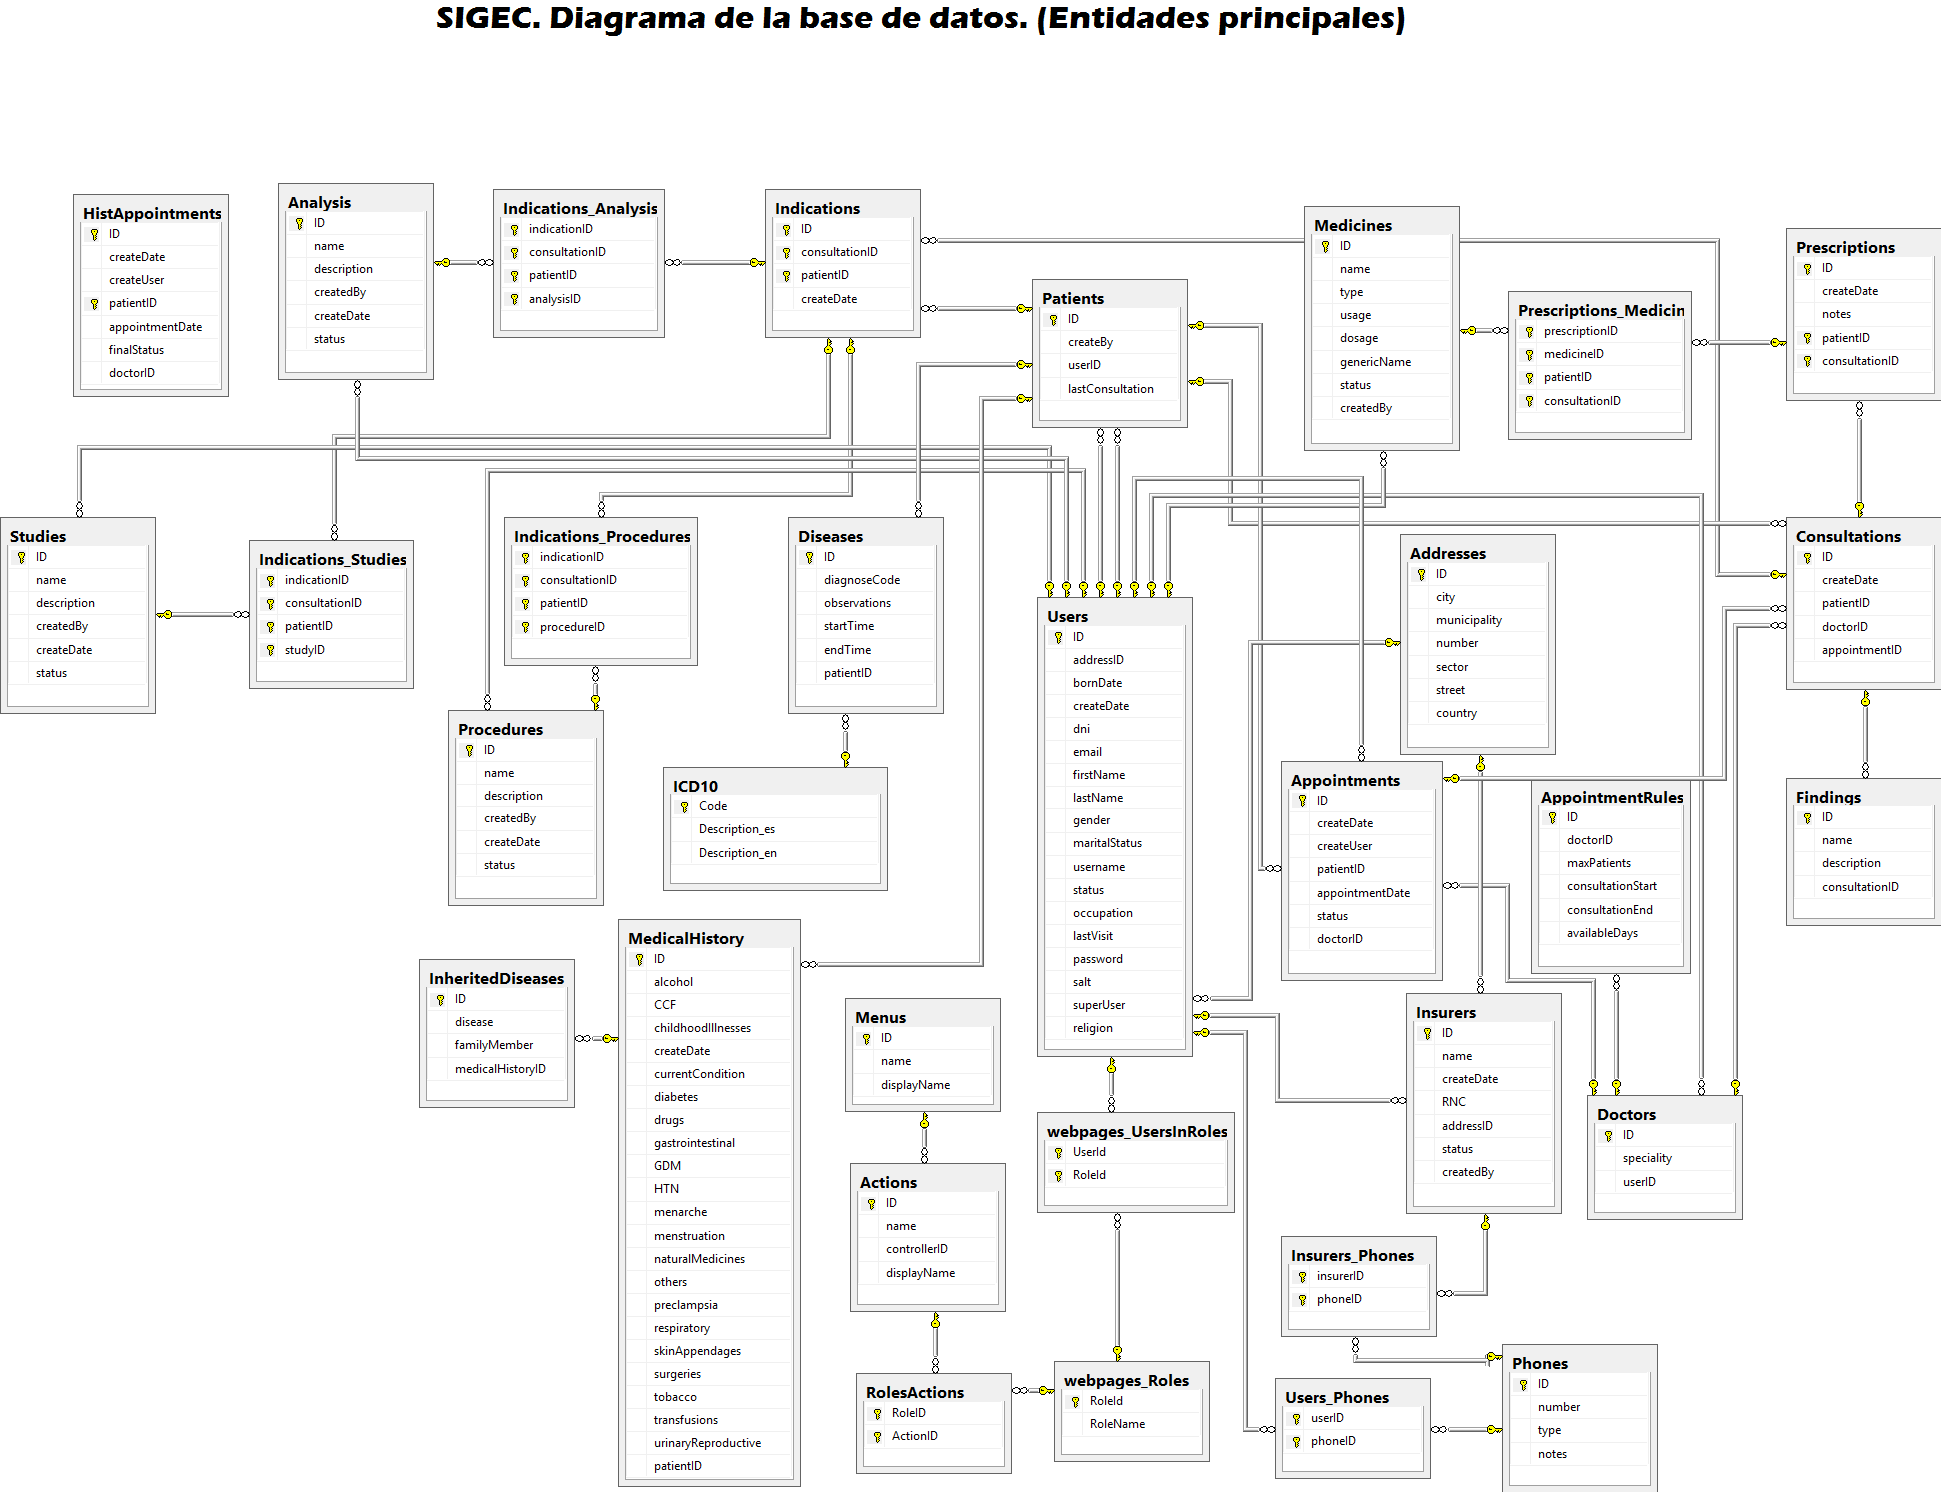 SIGEC. Diagrama de la base de datos. (Entidades principales)
HistAppointments
ID
createDate
createUser
patientID
appointmentDate
finalStatus
doctorID
Analysis
ID
name
description
createdBy
createDate
status
Indications_Analysis
indicationID
consultationID
patientID
analysisID
Indications
ID
consultationID
patientID
createDate
Patients
ID
createBy
userID
lastConsultation
Medicines
ID
name
type
usage
dosage
genericName
status
createdBy
Prescriptions_Medicin
prescriptionID
medicineID
patientID
consultationID
Prescriptions
ID
createDate
notes
patientID
consultationID
Studies
ID
name
description
createdBy
createDate
status
Indications_Studies
indicationID
consultationID
patientID
studyID
Indications_Procedures
indicationID
consultationID
patientID
procedureID
Diseases
ID
diagnoseCode
observations
startTime
endTime
patientID
Users
ID
addressID
bornDate
createDate
dni
email
firstName
lastName
gender
maritalStatus
username
status
occupation
lastVisit
password
salt
superUser
religion
Addresses
ID
city
municipality
number
sector
street
country
Consultations
ID
createDate
patientID
doctorID
appointmentID
Procedures
ID
name
description
createdBy
createDate
status
ICD10
Code
Description_es
Description_en
Appointments
ID
createDate
createUser
patientID
appointmentDate
status
doctorID
AppointmentRules
ID
doctorID
maxPatients
consultationStart
consultationEnd
availableDays
Findings
ID
name
description
consultationID
InheritedDiseases
ID
disease
familyMember
medicalHistoryID
MedicalHistory
ID
alcohol
CCF
childhoodIllnesses
createDate
currentCondition
diabetes
drugs
gastrointestinal
GDM
HTN
menarche
menstruation
naturalMedicines
others
preclampsia
respiratory
skinAppendages
surgeries
tobacco
transfusions
urinaryReproductive
patientID
Menus
ID
name
displayName
Insurers
ID
name
createDate
RNC
addressID
status
createdBy
Doctors
ID
speciality
userID
webpages_UsersInRoles
UserId
RoleId
Actions
ID
name
controllerID
displayName
Insurers_Phones
insurerID
phoneID
RolesActions
RoleID
ActionID
webpages_Roles
RoleId
RoleName
Users_Phones
userID
phoneID
Phones
ID
number
type
notes